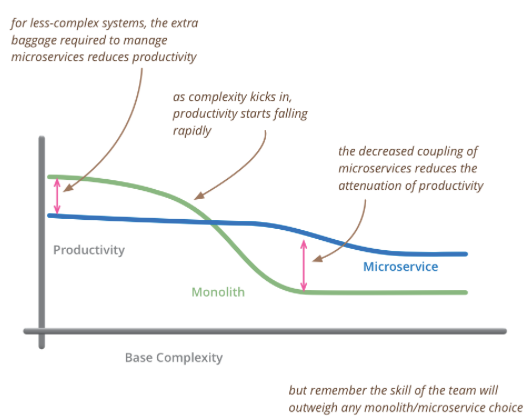 for less-complex systems, the extra
baggage required to manage
microservices reduces productivity
as complexity kicks in,
productivity starts falling
rapidly
the decreased coupling of
microservices reduces the
attenuation of productivity
Productivity
Microservice
Monolith
Base Complexity
but remember the skill of the team will
outweigh any monolith/microservice choice